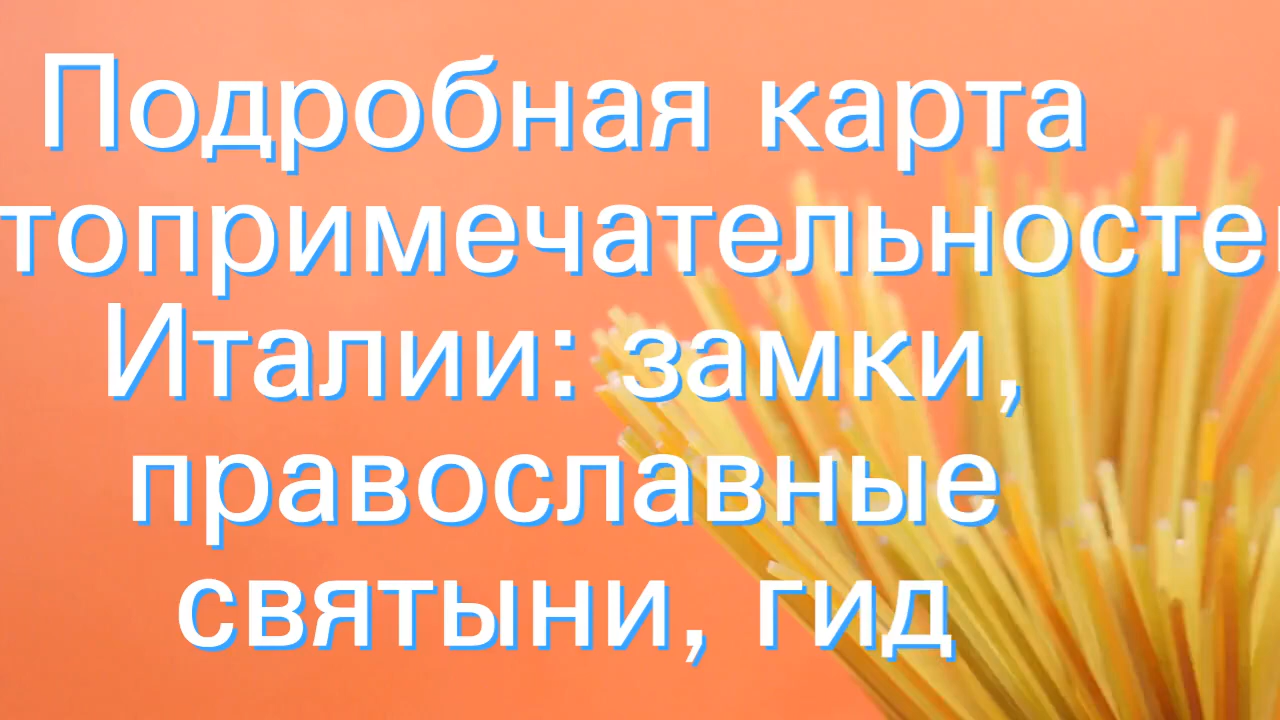 Подробная карта
топримечательносте
Италии: замки,
православные
святыни, гид